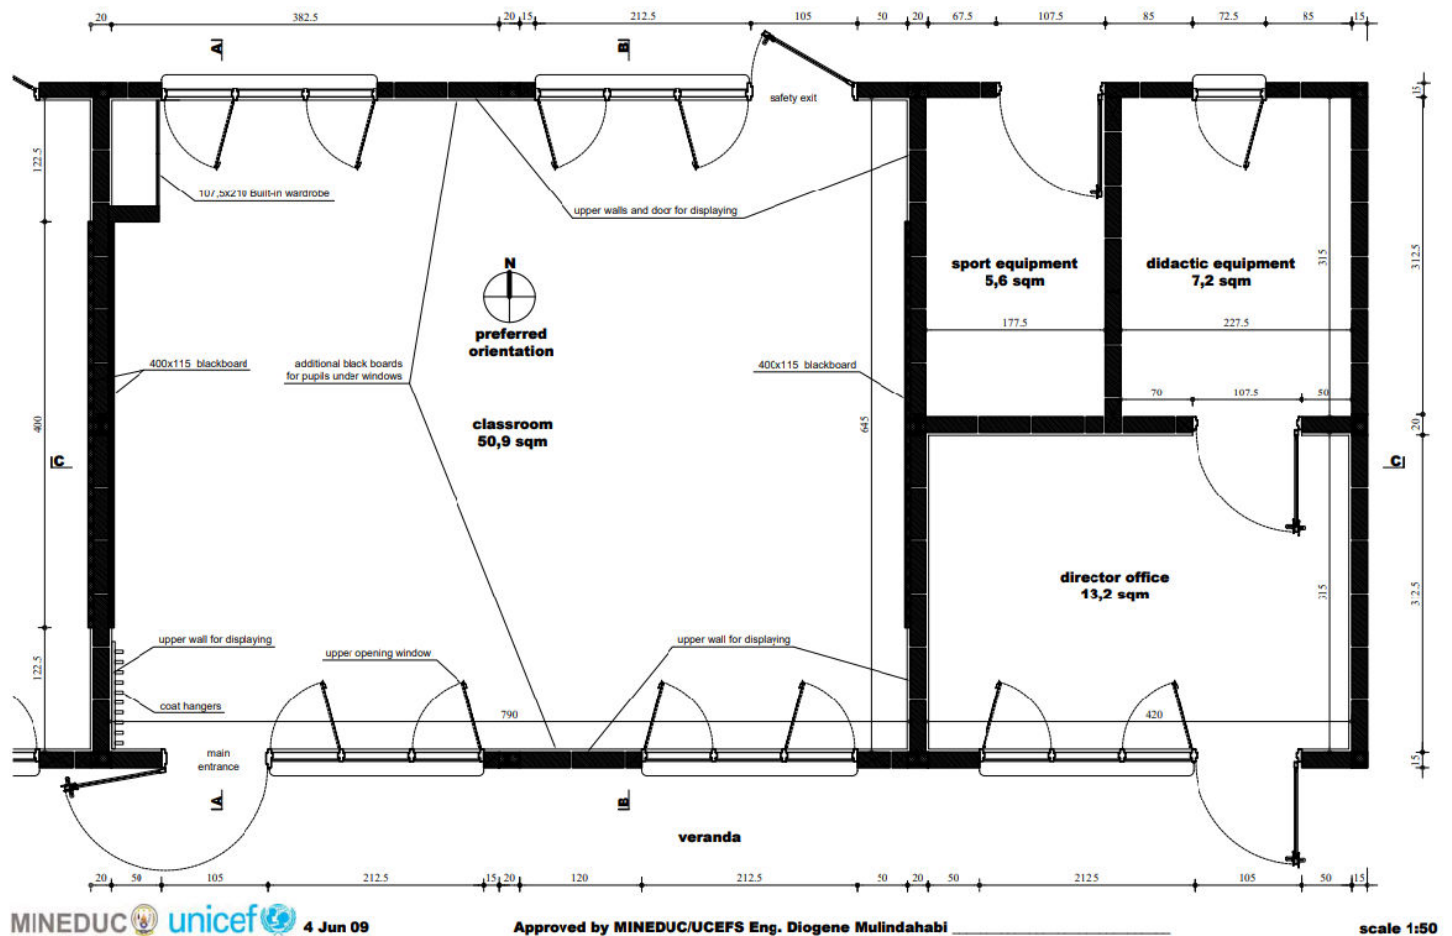 20 382.5 20 15 212.5 105 50 20 67.5 107.5 85 72.5 85 15
A B
safety exit
15
122.5
107,5x210 Built-in wardrobe
upper walls and door for displaying
N
preferred
orientation
sport equipment
5,6 sqm
didactic equipment
7,2 sqm
315
312.5
177.5 227.5
400x115 blackboard
additional black boards
for pupils under windows
400x115 blackboard
70 107.5 50
400
classroom
50,9 sqm
645
20
C C
director office
13,2 sqm
315
312.5
upper wall for displaying
upper opening window
upper wall for displaying
122.5
coat hangers
790 420
main
entrance
15
A B
veranda
20 50 105 212.5 15 20 120 212.5 50 20 50 212.5 105 50 15
MINEDUC unicef 4 Jun 09 Approved by MINEDUC/UCEFS Eng. Diogene Mulindahabi scale 1:50